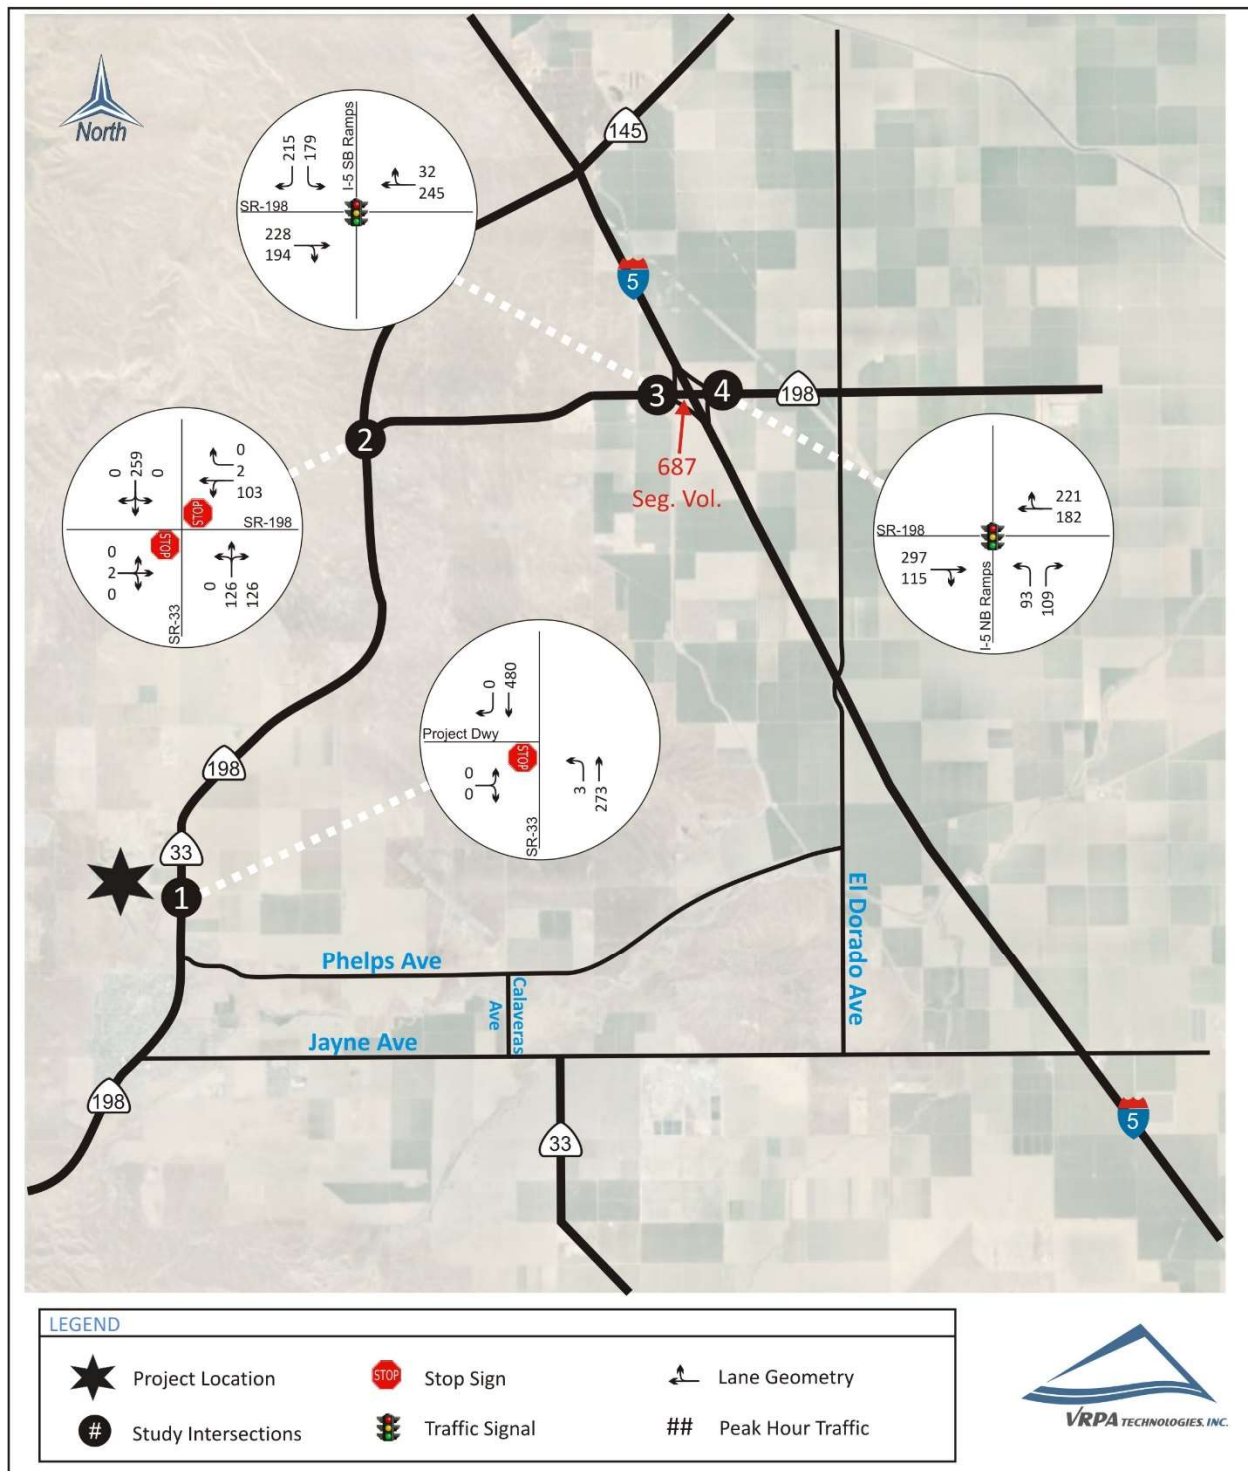 North
145
215
179
I-5 SB Ramps
32
245
SR-198
228
194
5
3
4
198
687
Seg. Vol.
2
0
259
0
0
2
103
STOP
SR-198
STOP
0
2
0
0
126
126
SR-33
221
182
SR-198
297
115
I-5 NB Ramps
93
109
0
480
Project Dwy
STOP
0
0
3
273
SR-33
198
33
1
Phelps Ave
Calaveras
Ave
El Dorado Ave
Jayne Ave
198
33
5
LEGEND
Project Location
STOP
Stop Sign
Lane Geometry
#
Study Intersections
Traffic Signal
##
Peak Hour Traffic
VRPA TECHNOLOGIES, INC.